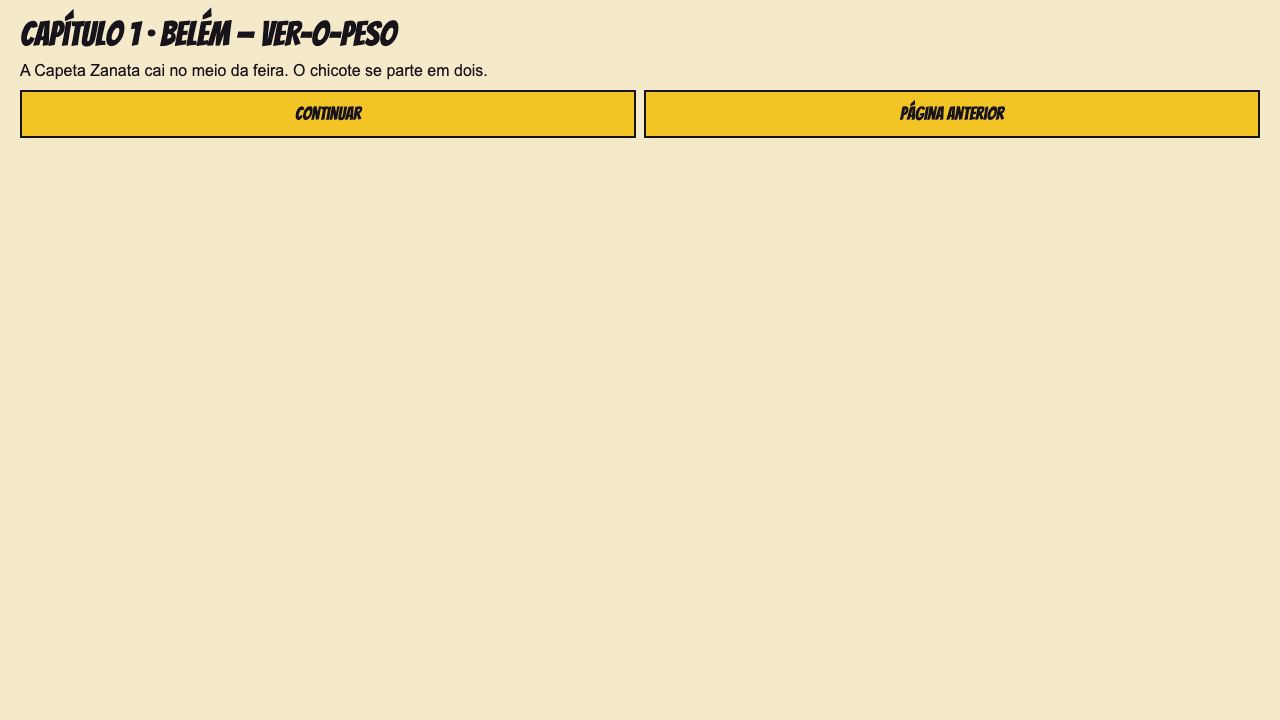 CAPÍTULO 1 · BELÉM — VER-O-PESO
A Capeta Zanata cai no meio da feira. O chicote se parte em dois.
CONTINUAR
PÁGINA ANTERIOR